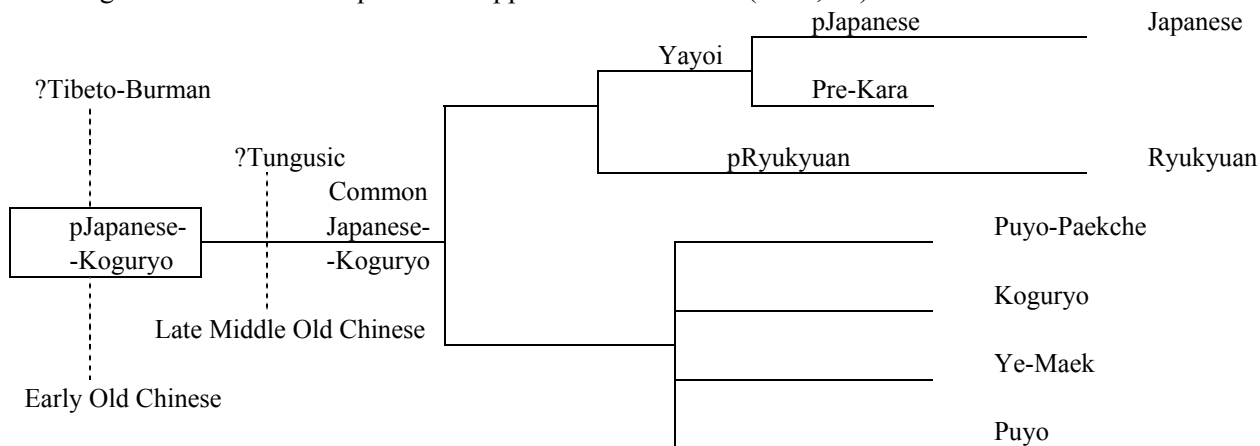 pJapanese
Japanese
Yayoi
?Tibeto-Burman
Pre-Kara
?Tungusic
pRyukyuan
Ryukyuan
Common
Japanese-
-Koguryo
pJapanese-
-Koguryo
Puyo-Paekche
Koguryo
Late Middle Old Chinese
Ye-Maek
Early Old Chinese
Puyo